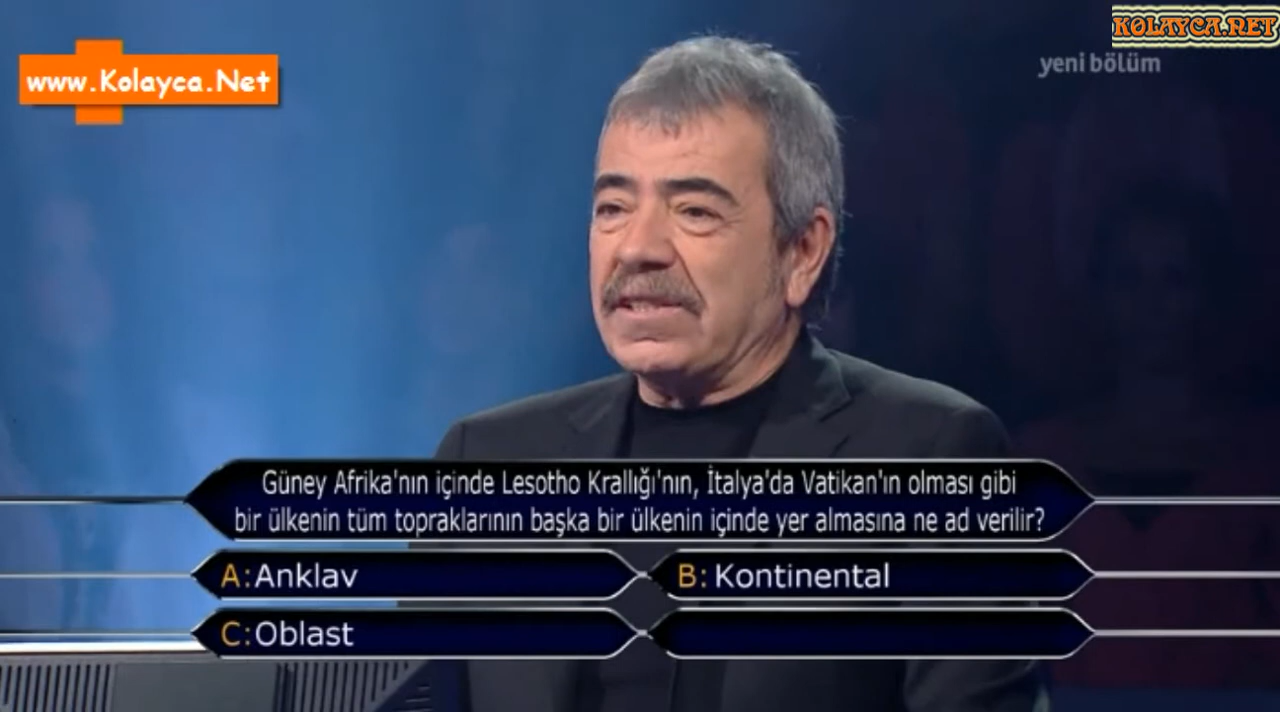 KOLAYCA.NET
www.Kolayca.Net
yeni bölüm
Güney Afrika'nın içinde Lesotho Krallığı'nın, İtalya'da Vatikan'ın olması gibi
bir ülkenin tüm topraklarının başka bir ülkenin içinde yer almasına ne ad verilir?
A:Anklav
B:Kontinental
C:Oblast